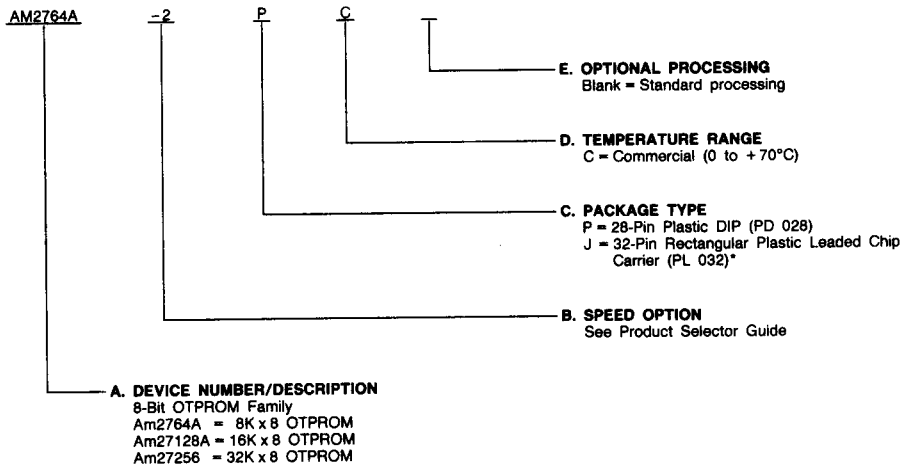 AM2764A -2 P C
E. OPTIONAL PROCESSING
Blank = Standard processing
D. TEMPERATURE RANGE
C = Commercial (0 to +70°C)
C. PACKAGE TYPE
P = 28-Pin Plastic DIP (PD 028)
J = 32-Pin Rectangular Plastic Leaded Chip
Carrier (PL 032)*
B. SPEED OPTION
See Product Selector Guide
A. DEVICE NUMBER/DESCRIPTION
8-Bit OTPROM Family
Am2764A = 8K x 8 OTPROM
Am27128A = 16K x 8 OTPROM
Am27256 = 32K x 8 OTPROM